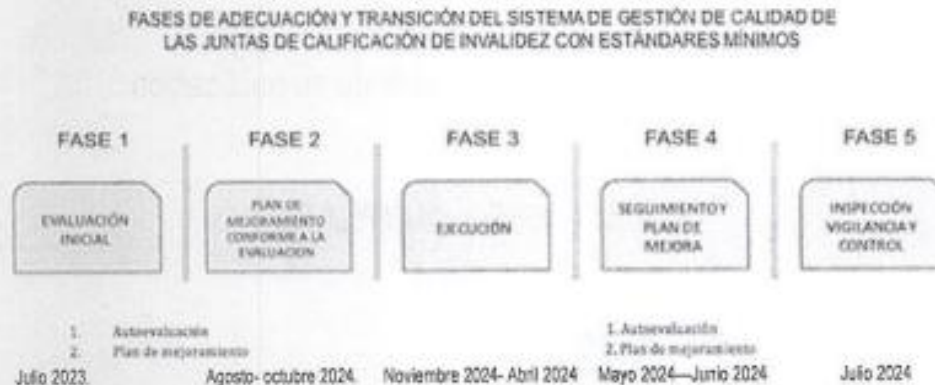 FASES DE ADECUACIÓN Y TRANSICIÓN DEL SISTEMA DE GESTIÓN DE CALIDAD DE
LAS JUNTAS DE CALIFICACIÓN DE INVALIDEZ CON ESTÁNDARES MÍNIMOS
FASE 1
EVALUACIÓN
INICIAL
1. Autoevaluación
2. Plan de mejoramiento
Julio 2023.
FASE 2
PLAN DE
MEJORAMIENTO
CONFORME A LA
EVALUACION
Agosto- octubre 2024.
FASE 3
EJECUCIÓN
Noviembre 2024- Abril 2024
FASE 4
SEGUIMIENTO Y
PLAN DE
MEJORA
1. Autoevaluación
2. Plan de mejoramiento
Mayo 2024—Junio 2024
FASE 5
INSPECCIÓN
VIGILANCIA Y
CONTROL
Julio 2024